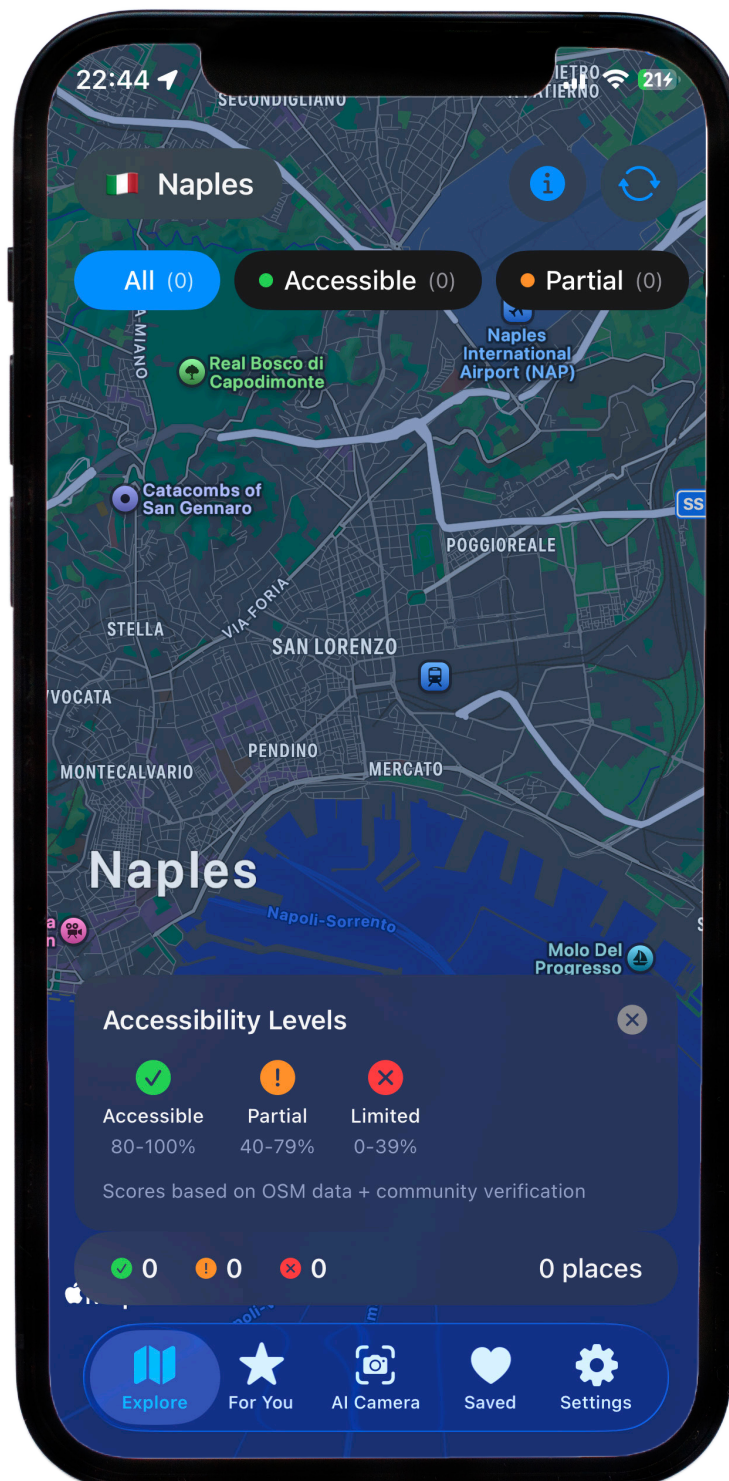 22:44
21
SECONDIGLIANO
Naples
All (0)
Accessible (0)
Partial (0)
A-MIANO
Naples
International
Airport (NAP)
Real Bosco di
Capodimonte
Catacombs of
San Gennaro
SS
POGGIOREALE
STELLA
VIA-FORIA
SAN LORENZO
VVOCATA
PENDINO
MONTECALVARIO
MERCATO
Naples
Napoli-Sorrento
Molo Del
Progresso
Accessibility Levels
Accessible
Partial
Limited
80-100%
40-79%
0-39%
Scores based on OSM data + community verification
0
0
0
0 places
Explore
For You
AI Camera
Saved
Settings